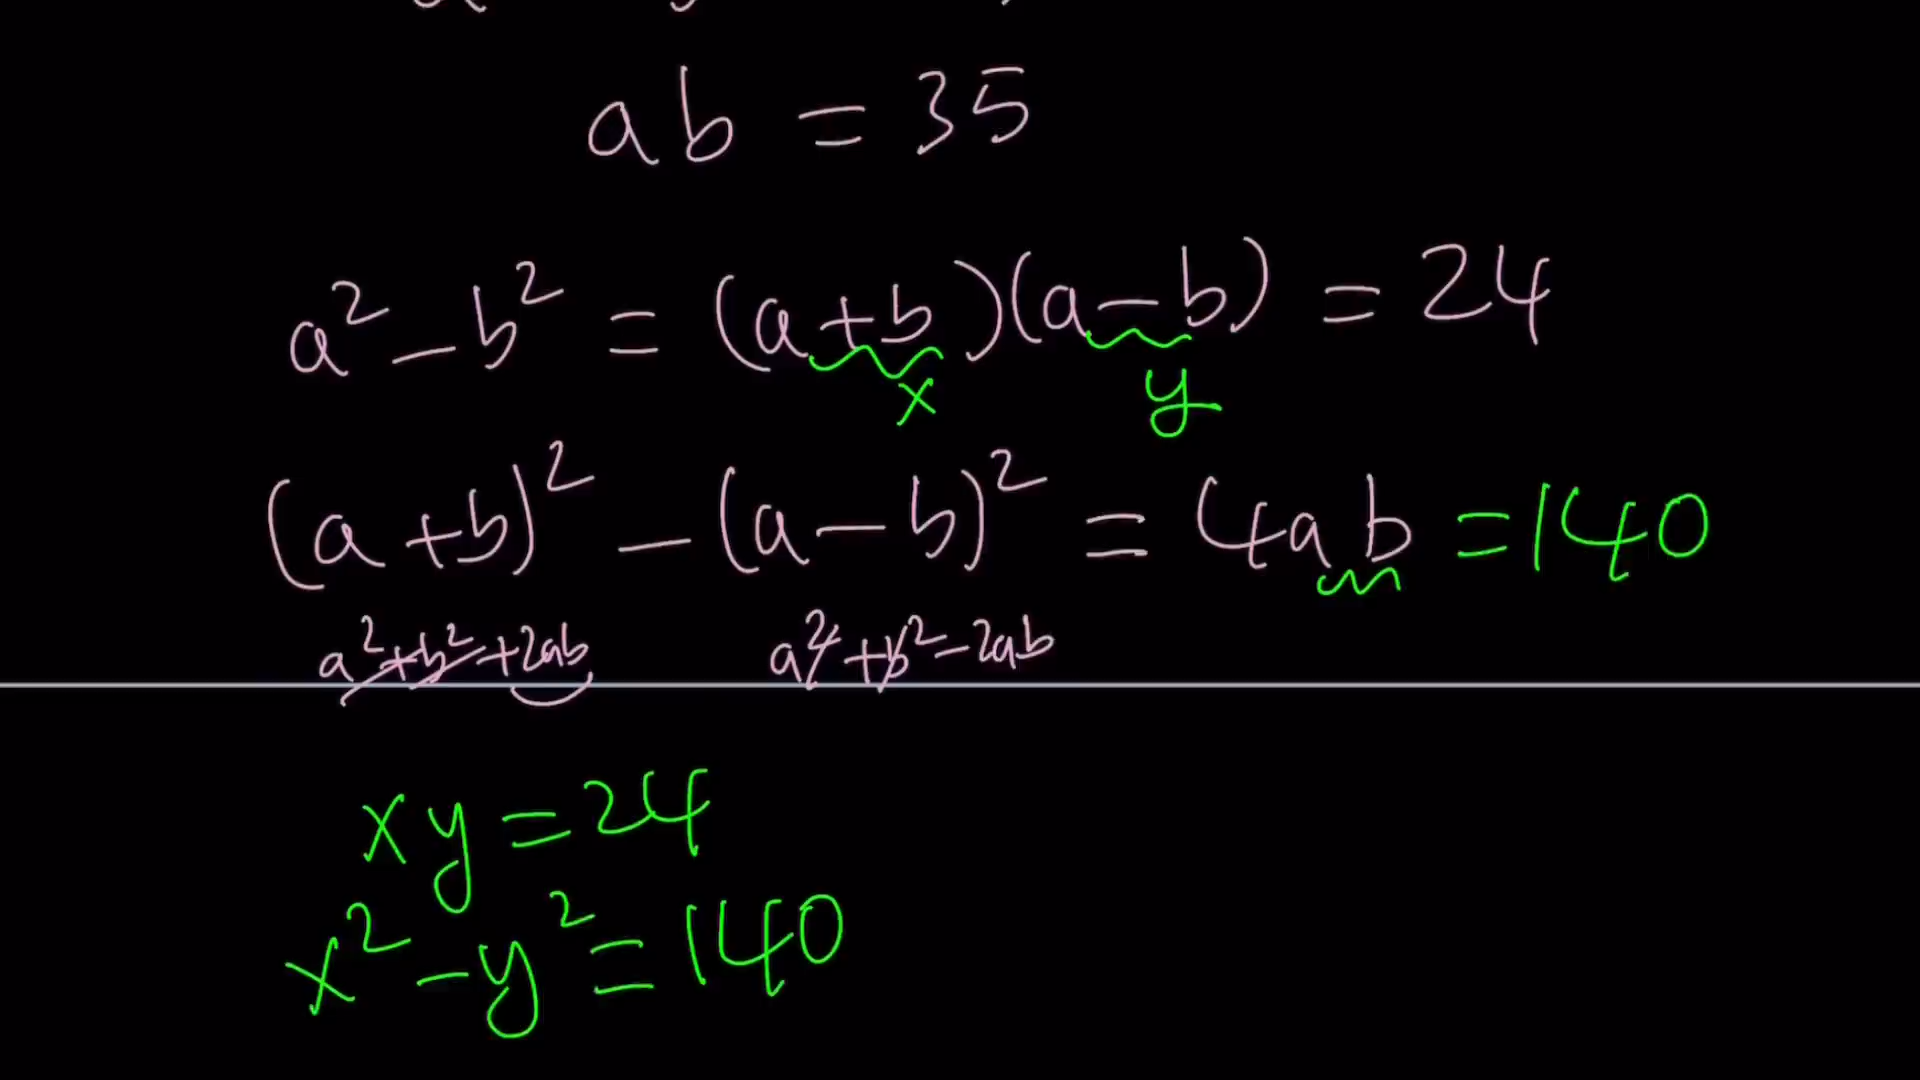 ab = 35
a² - b² = (a+b)(a-b) = 24
x y
(a+b)² - (a-b)² = 4ab = 140
a²+b²+2ab a²+b²-2ab
xy = 24
x² - y² = 140